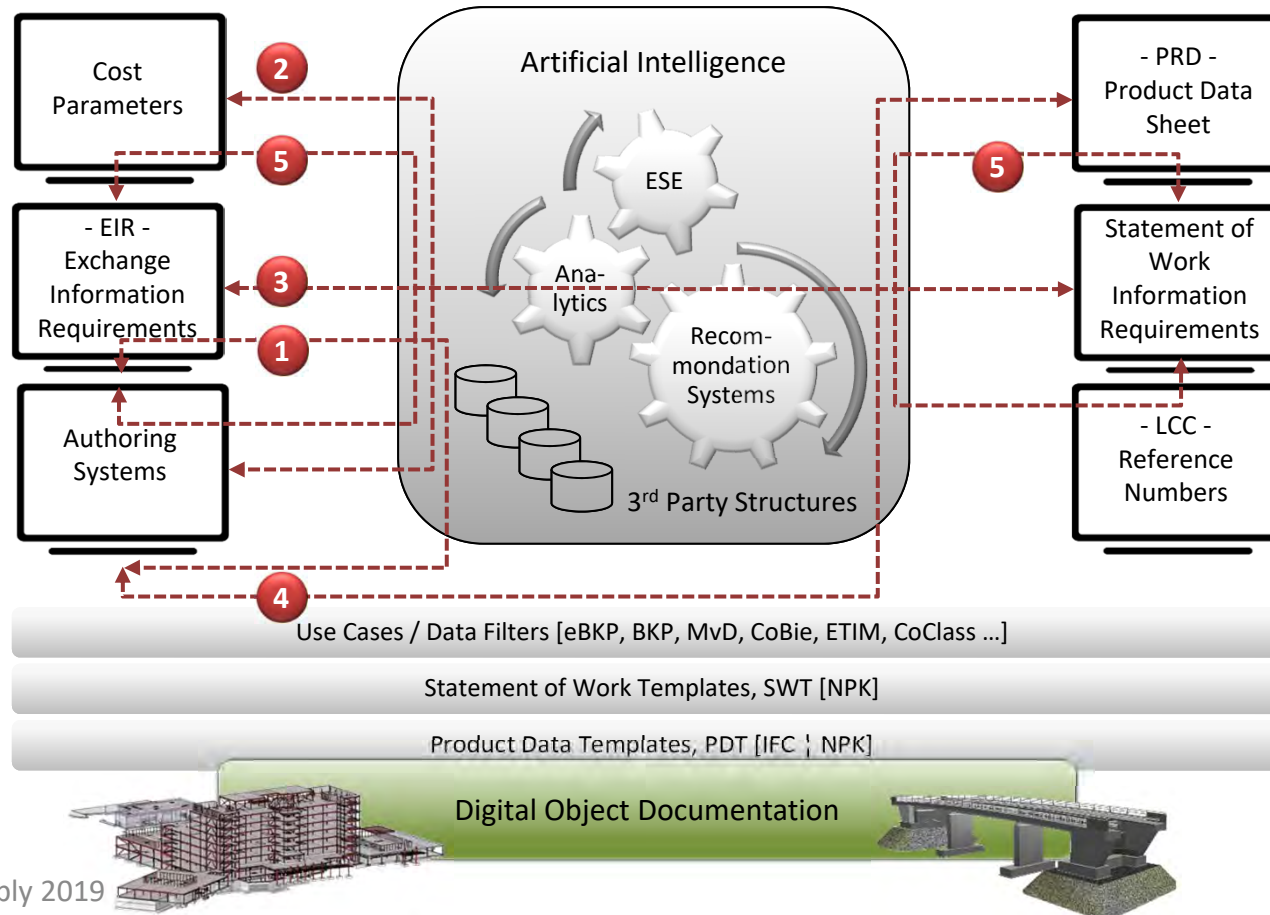 Cost
Parameters
2
5
- EIR -
Exchange
Information
Requirements
3
1
Authoring
Systems
4
Artificial Intelligence
ESE
Ana-
lytics
Recom-
mondation
Systems
3rd Party Structures
- PRD -
Product Data
Sheet
5
Statement of
Work
Information
Requirements
- LCC -
Reference
Numbers
Use Cases / Data Filters [eBKP, BKP, MvD, CoBie, ETIM, CoClass ...]
Statement of Work Templates, SWT [NPK]
Product Data Templates, PDT [IFC ¦ NPK]
Digital Object Documentation
bly 2019